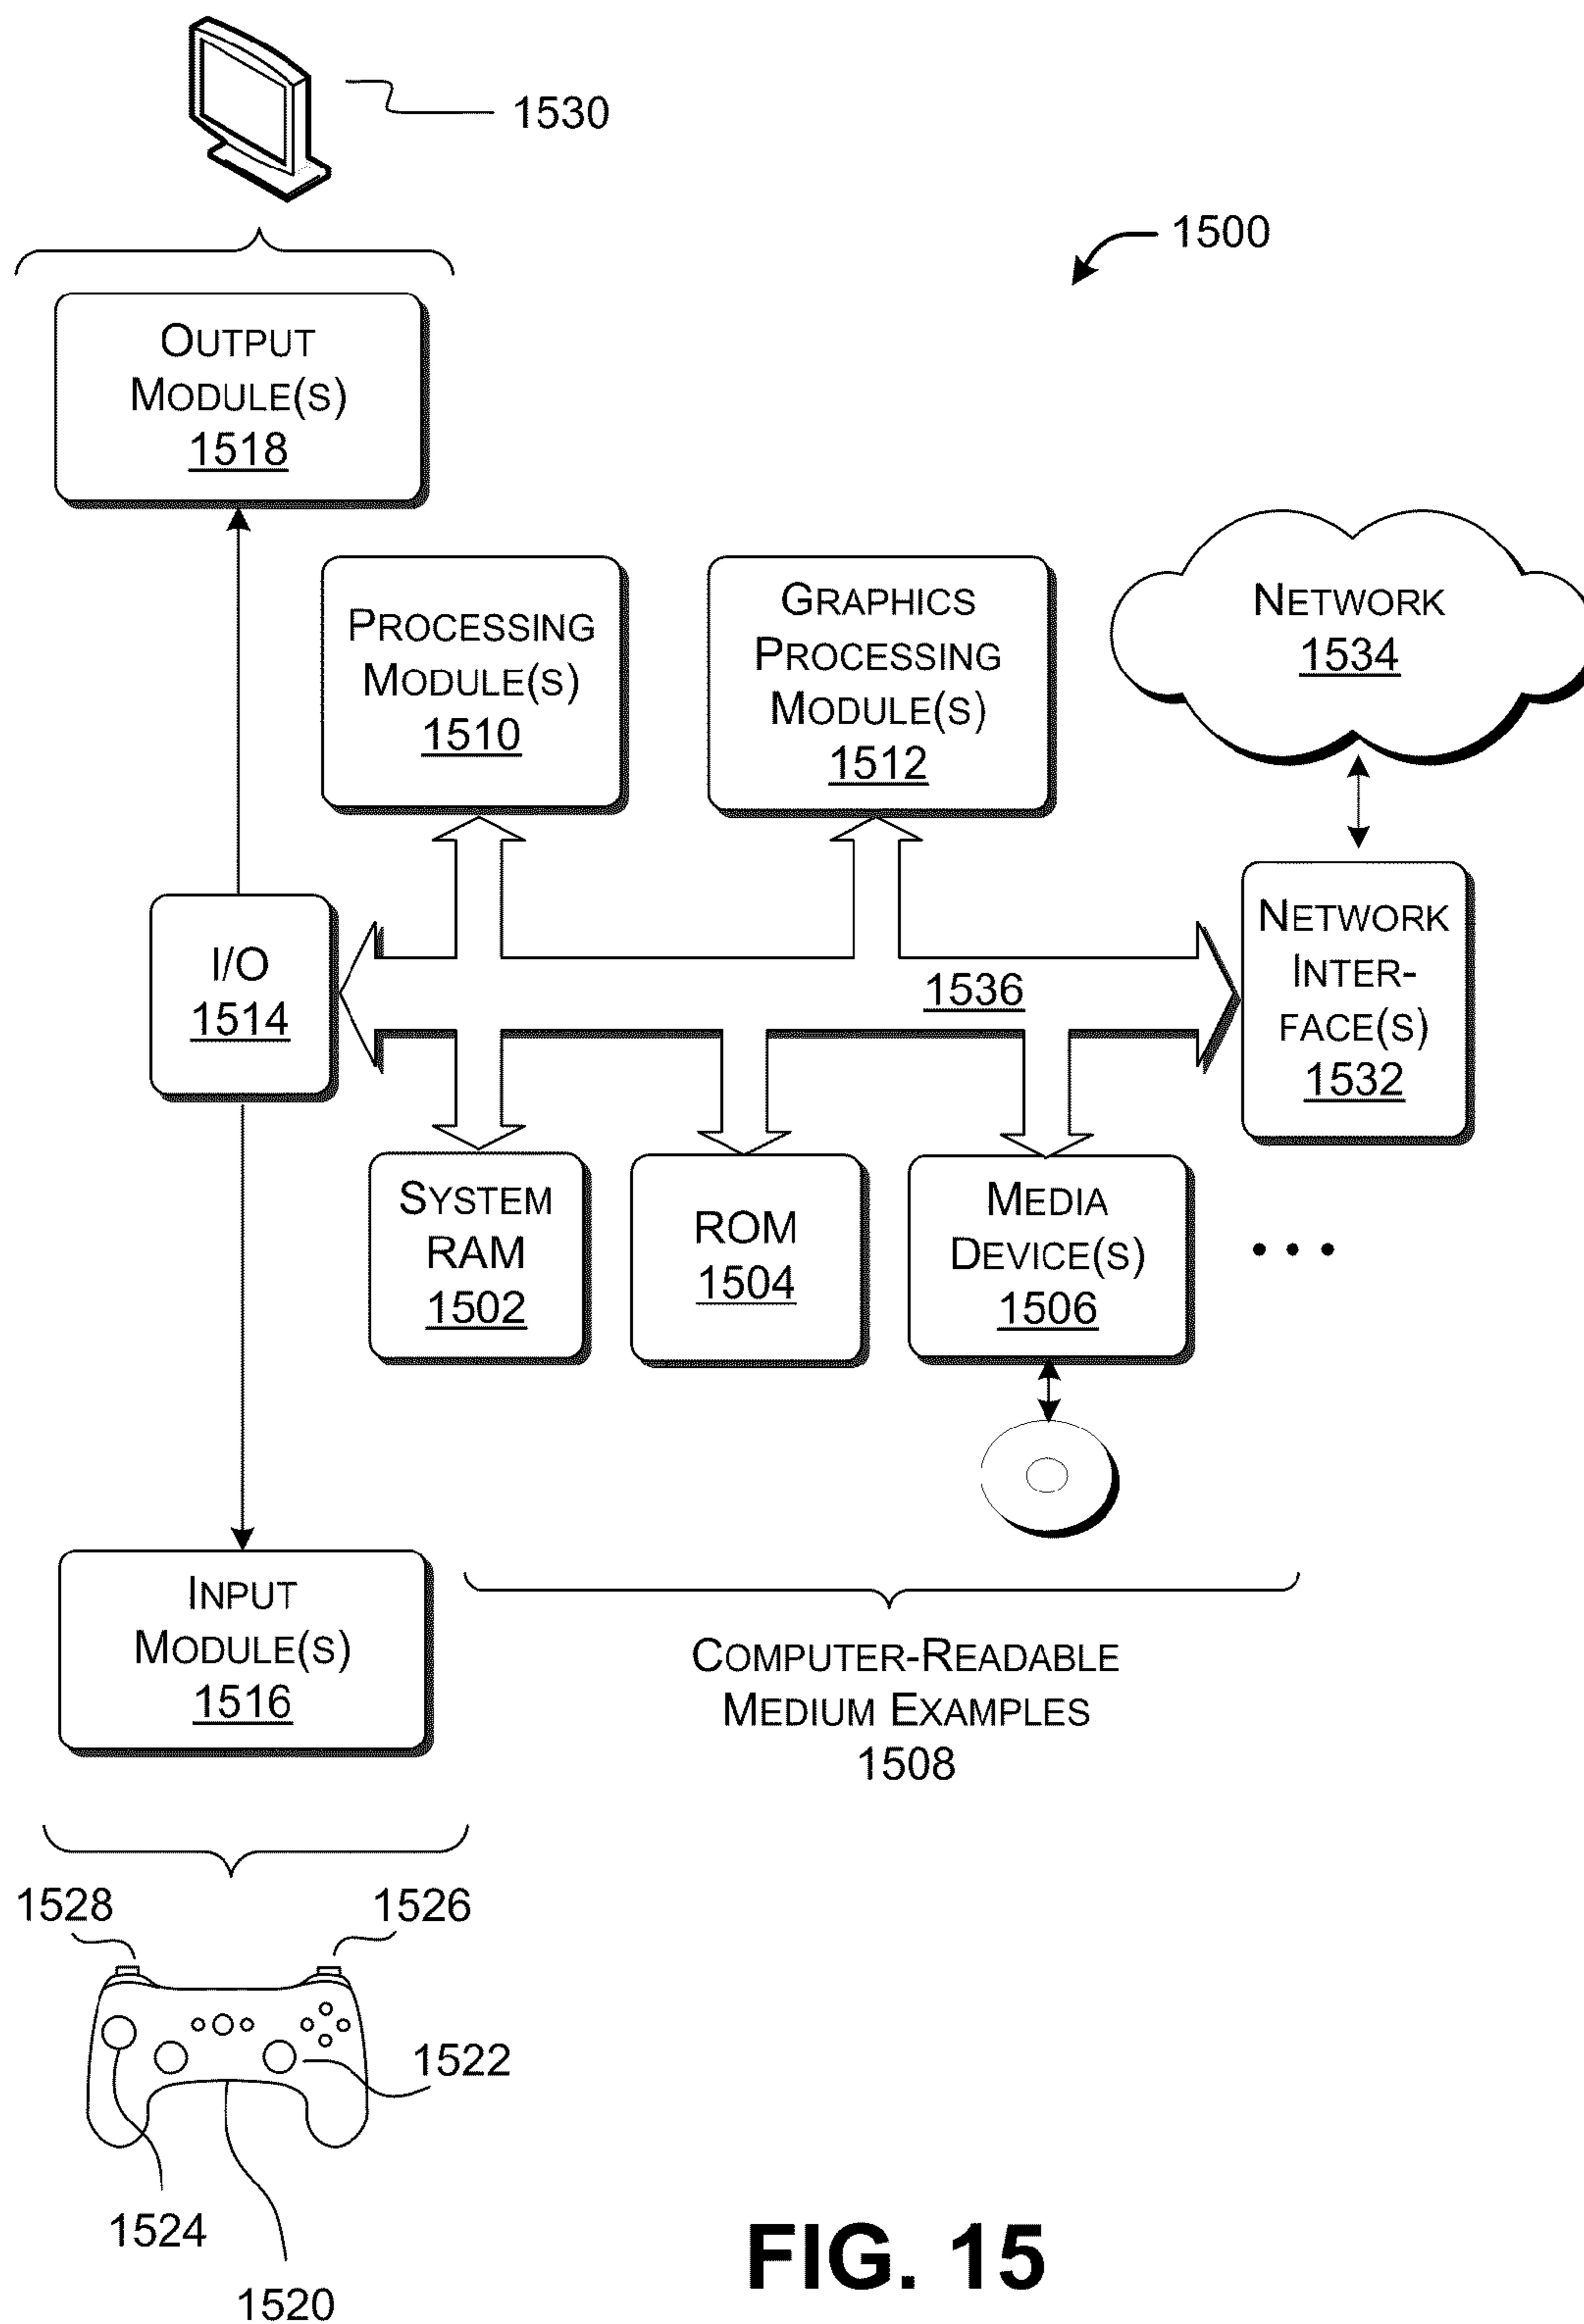 1530
1500
OUTPUT
MODULE(S)
1518
PROCESSING
MODULE(S)
1510
GRAPHICS
PROCESSING
MODULE(S)
1512
NETWORK
1534
I/O
1514
1536
NETWORK
INTER-
FACE(S)
1532
SYSTEM
RAM
1502
ROM
1504
MEDIA
DEVICE(S)
1506
• • •
INPUT
MODULE(S)
1516
COMPUTER-READABLE
MEDIUM EXAMPLES
1508
1528
1526
1522
1524
1520
FIG. 15